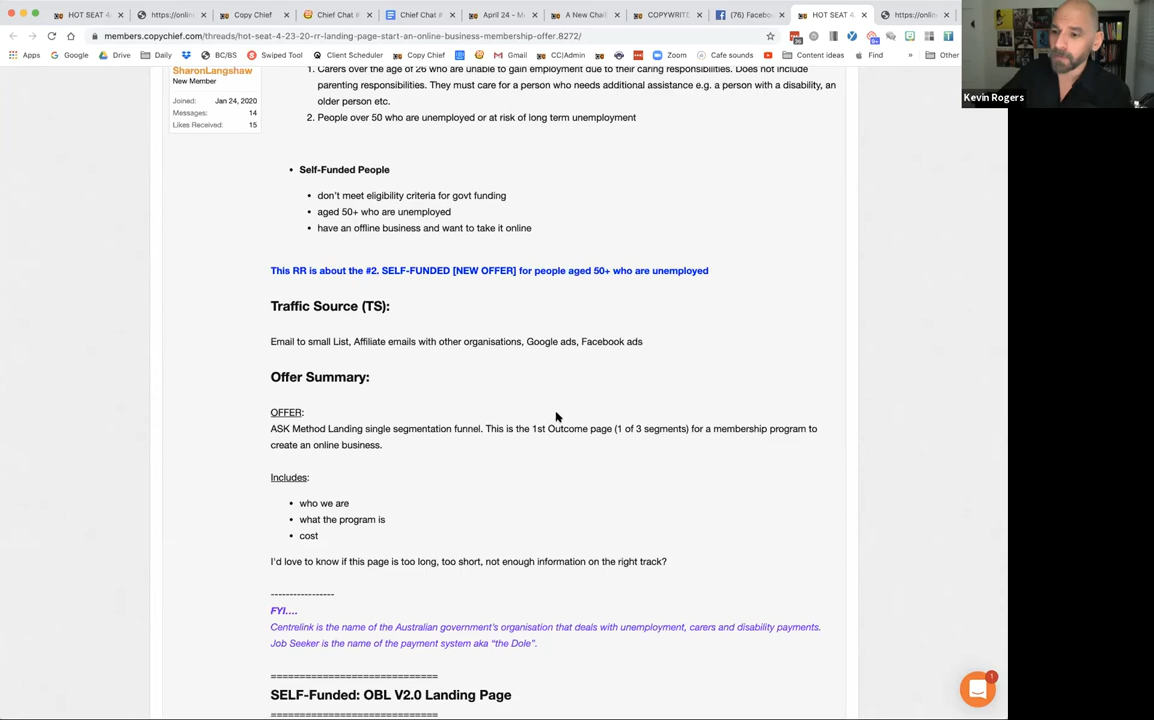 HOT SEAT 4.
https://onlin
Copy Chief
Chief Chat #
Chief Chat #
April 24 - M
A New Chall
COPYWRITE
(76) Facebo
HOT SEAT 4.
https://onlin
members.copychief.com/threads/hot-seat-4-23-20-rr-landing-page-start-an-online-business-membership-offer.8272/
Apps
Google
Drive
Daily
BC/BS
Swiped Tool
Client Scheduler
Copy Chief
Gmail
CC|Admin
Zoom
Cafe sounds
Content ideas
Find
»
Other
Kevin Rogers
SharonLangshaw
New Member
Joined: Jan 24, 2020
Messages: 14
Likes Received: 15
1. Carers over the age of 26 who are unable to gain employment due to their caring responsibilities. Does not include
parenting responsibilities. They must care for a person who needs additional assistance e.g. a person with a disability, an
older person etc.
2. People over 50 who are unemployed or at risk of long term unemployment
• Self-Funded People
• don't meet eligibility criteria for govt funding
• aged 50+ who are unemployed
• have an offline business and want to take it online
This RR is about the #2. SELF-FUNDED [NEW OFFER] for people aged 50+ who are unemployed
Traffic Source (TS):
Email to small List, Affiliate emails with other organisations, Google ads, Facebook ads
Offer Summary:
OFFER:
ASK Method Landing single segmentation funnel. This is the 1st Outcome page (1 of 3 segments) for a membership program to
create an online business.
Includes:
• who we are
• what the program is
• cost
I'd love to know if this page is too long, too short, not enough information on the right track?
-----------------
FYI....
Centrelink is the name of the Australian government's organisation that deals with unemployment, carers and disability payments.
Job Seeker is the name of the payment system aka "the Dole".
============================
SELF-Funded: OBL V2.0 Landing Page
============================
1